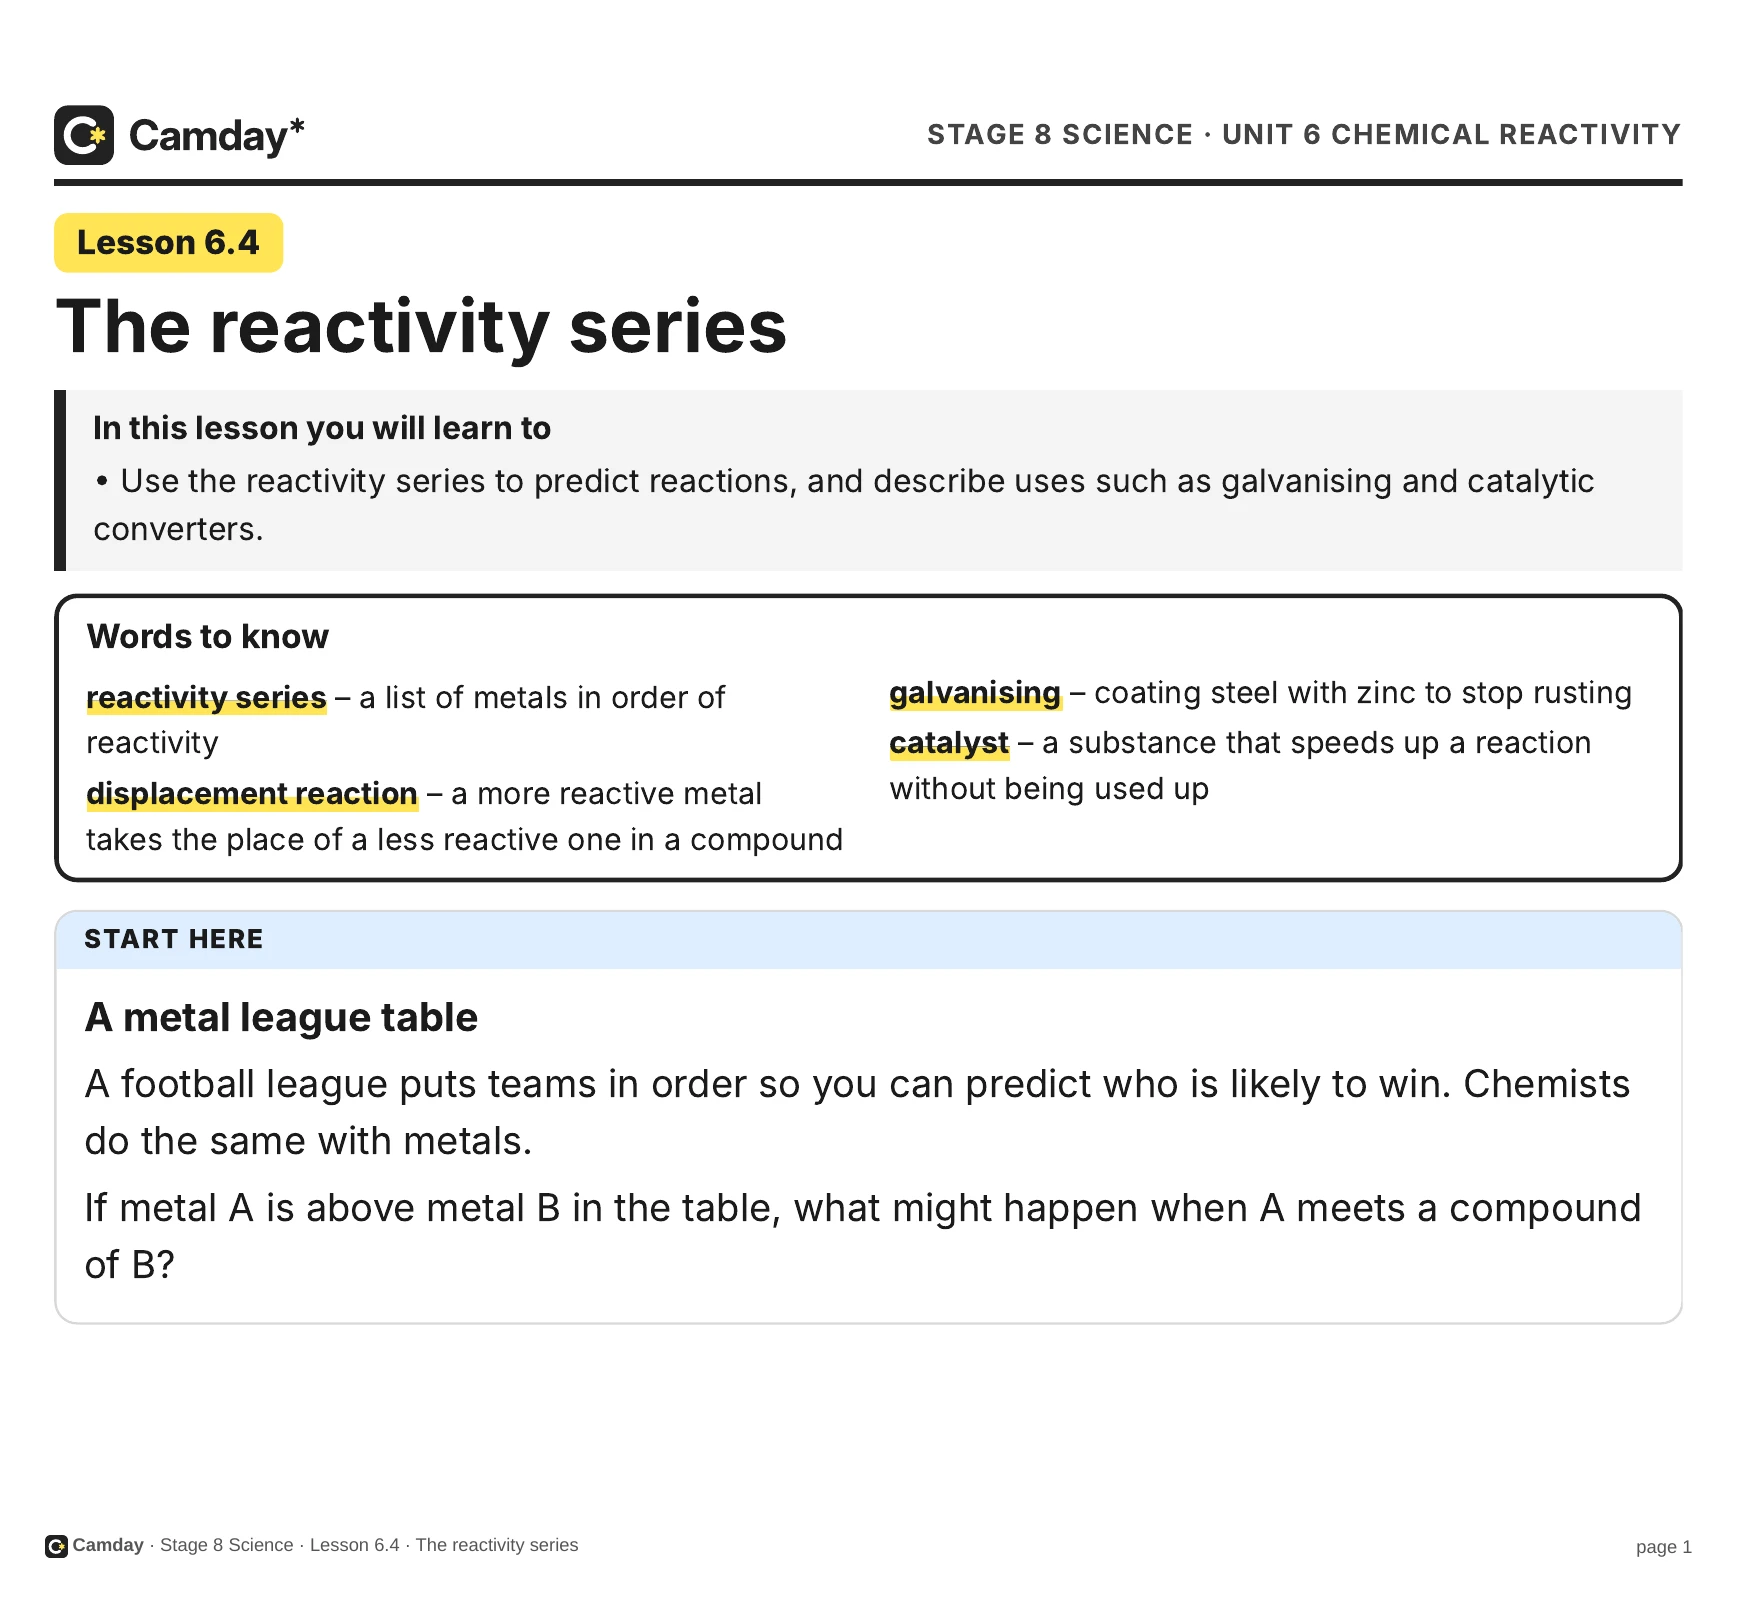 Camday*
STAGE 8 SCIENCE · UNIT 6 CHEMICAL REACTIVITY
Lesson 6.4
The reactivity series
In this lesson you will learn to
• Use the reactivity series to predict reactions, and describe uses such as galvanising and catalytic
converters.
Words to know
reactivity series – a list of metals in order of
reactivity
displacement reaction – a more reactive metal
takes the place of a less reactive one in a compound
galvanising – coating steel with zinc to stop rusting
catalyst – a substance that speeds up a reaction
without being used up
START HERE
A metal league table
A football league puts teams in order so you can predict who is likely to win. Chemists
do the same with metals.
If metal A is above metal B in the table, what might happen when A meets a compound
of B?
Camday · Stage 8 Science · Lesson 6.4 · The reactivity series
page 1